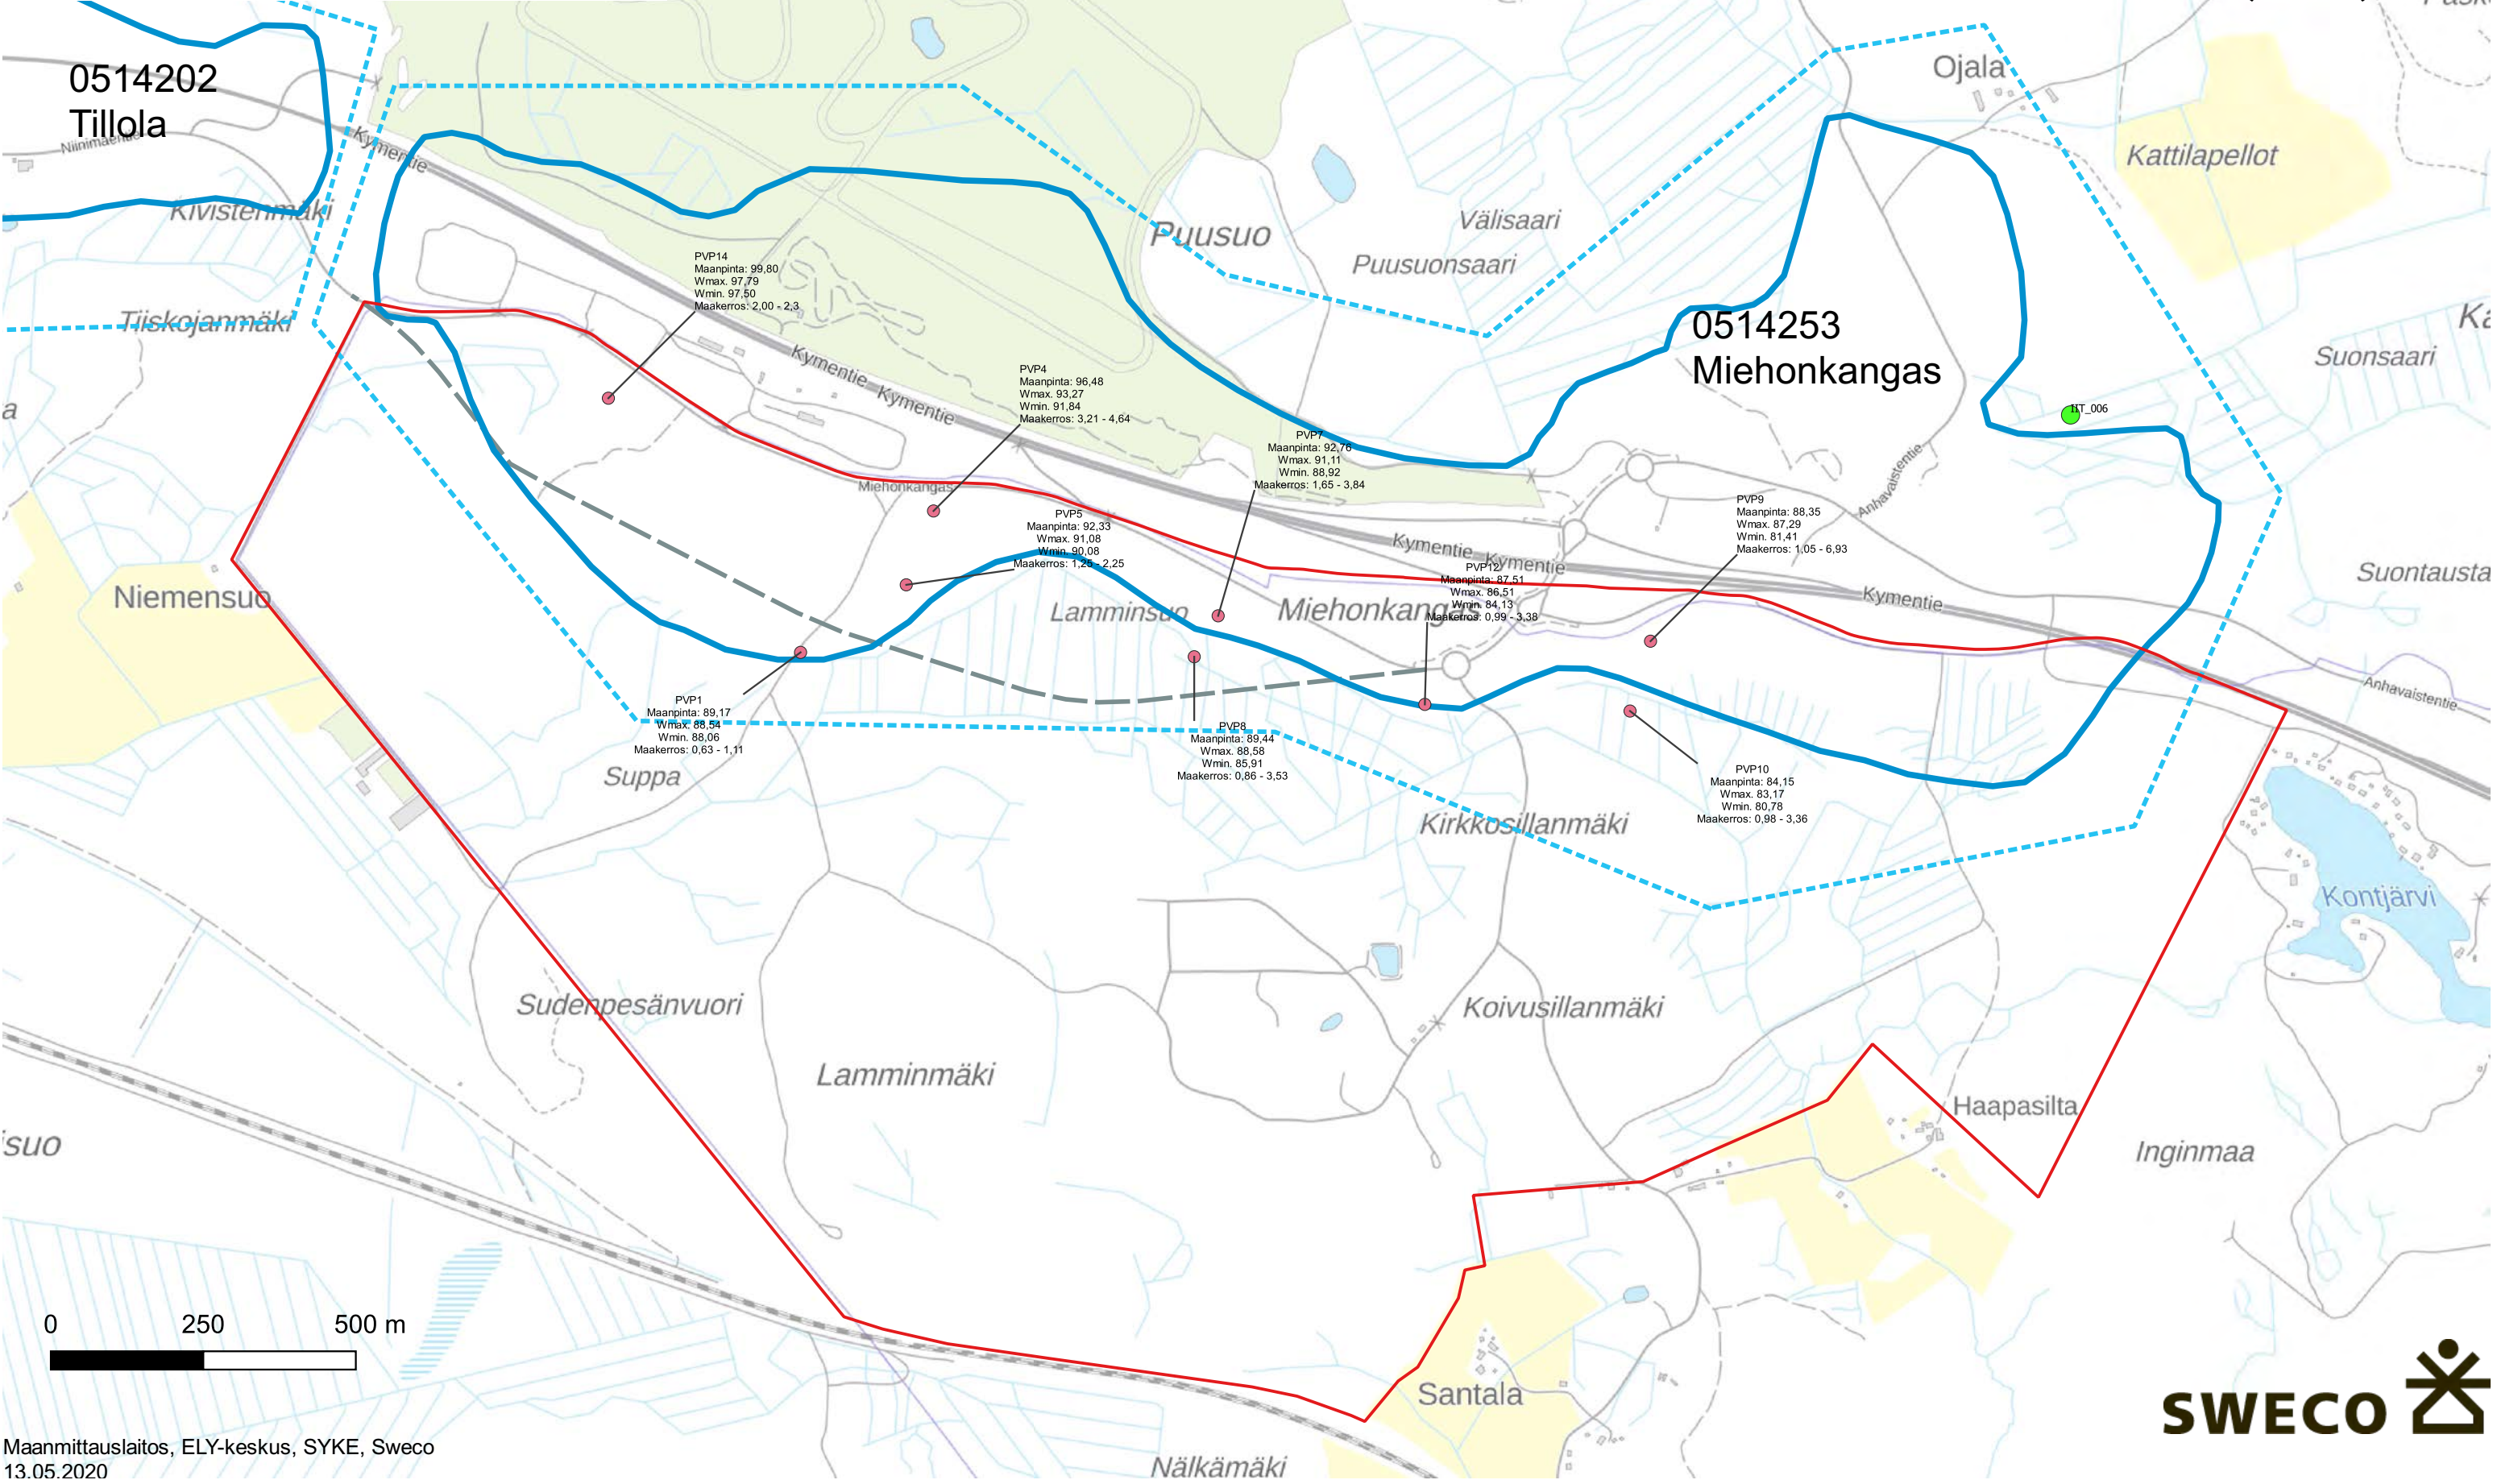 0514202
Tillola
Niinimäentie
Kymentie
Kivistenmäki
Tiiskojanmäki
Ojala
Kattilapellot
Puusuo
Välisaari
Puusuonsaari
0514253
Miehonkangas
Suonsaari
IIT_006
PVP14
Maanpinta: 99,80
Wmax. 97,79
Wmin. 97,50
Maakerros: 2,00 - 2,3
Kymentie
Kymentie
PVP4
Maanpinta: 96,48
Wmax. 93,27
Wmin. 91,84
Maakerros: 3,21 - 4,64
PVP7
Maanpinta: 92,76
Wmax. 91,11
Wmin. 88,92
Maakerros: 1,65 - 3,84
Anhavaistentie
Miehonkangas
PVP5
Maanpinta: 92,33
Wmax. 91,08
Wmin. 90,08
Maakerros: 1,25 - 2,25
PVP9
Maanpinta: 88,35
Wmax. 87,29
Wmin. 81,41
Maakerros: 1,05 - 6,93
Kymentie
Kymentie
PVP12
Maanpinta: 87,51
Wmax. 86,51
Wmin. 84,13
Maakerros: 0,99 - 3,38
Kymentie
Suontausta
Niemensuo
Lamminsuo
Miehonkangas
Anhavaistentie
PVP1
Maanpinta: 89,17
Wmax. 88,54
Wmin. 88,06
Maakerros: 0,63 - 1,11
PVP8
Maanpinta: 89,44
Wmax. 88,58
Wmin. 85,91
Maakerros: 0,86 - 3,53
PVP10
Maanpinta: 84,15
Wmax. 83,17
Wmin. 80,78
Maakerros: 0,98 - 3,36
Suppa
Kirkkosillanmäki
Kontjärvi
Sudenpesänvuori
Koivusillanmäki
Lamminmäki
Haapasilta
Inginmaa
isuo
0 250 500 m
Santala
SWECO
Maanmittauslaitos, ELY-keskus, SYKE, Sweco
13.05.2020
Nälkämäki